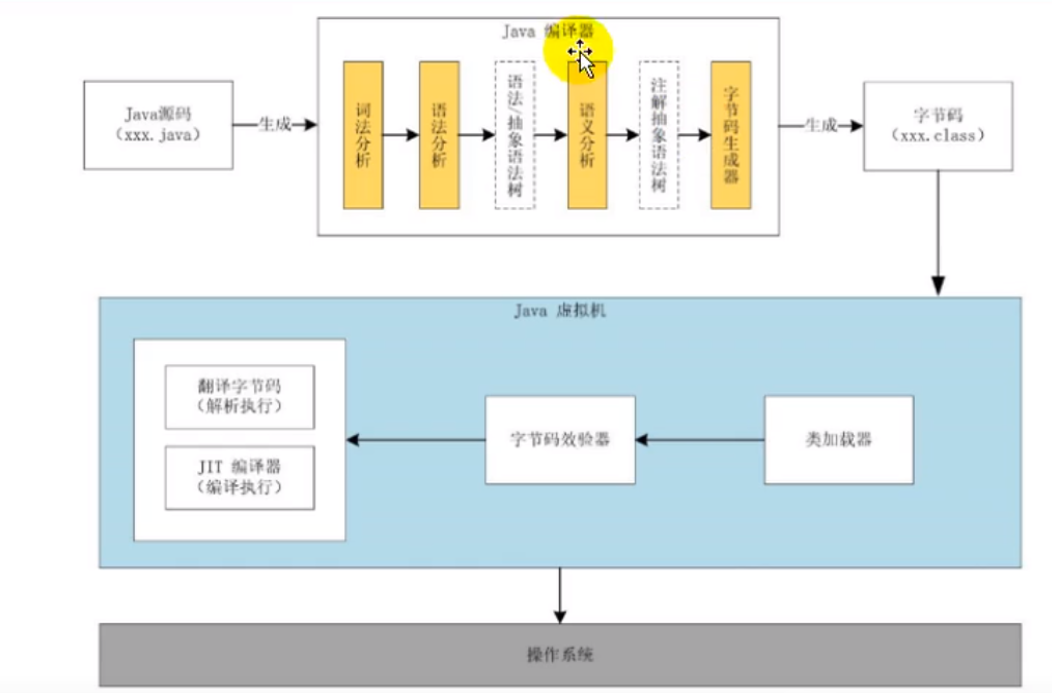 Java 编译器
Java源码
（xxx.java）
生成
词法分析
语法分析
语法/抽象语法树
语义分析
注解抽象语法树
字节码生成器
生成
字节码
（xxx.class）
Java 虚拟机
翻译字节码
（解析执行）
JIT 编译器
（编译执行）
字节码效验器
类加载器
操作系统